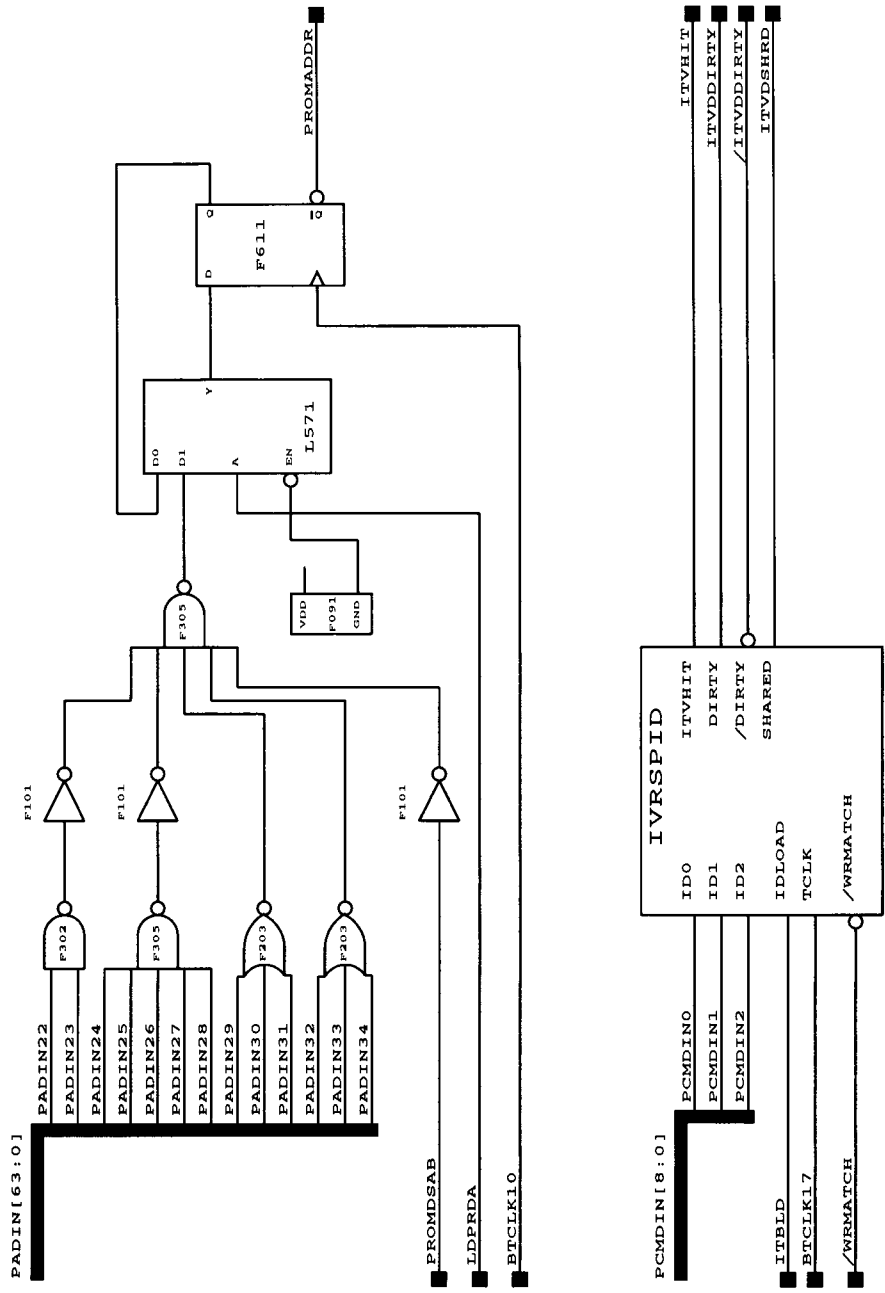 PADIN[63:0]
PADIN22
PADIN23
PADIN24
PADIN25
PADIN26
PADIN27
PADIN28
PADIN29
PADIN30
PADIN31
PADIN32
PADIN33
PADIN34
F302
F305
F203
F203
F101
F101
F101
F305
VDD
F091
GND
D0
D1
A
EN
Y
L571
D
Q
Q
F611
PROMADDR
PROMDSAB
LDPRDA
BTCLK10
PCMDIN[8:0]
PCMDIN0
PCMDIN1
PCMDIN2
ITBLD
BTCLK17
/WRMATCH
IVRSPID
ID0
ID1
ID2
IDLOAD
TCLK
/WRMATCH
ITVHIT
DIRTY
/DIRTY
SHARED
ITVHIT
ITVDDIRTY
/ITVDDIRTY
ITVDSHRD